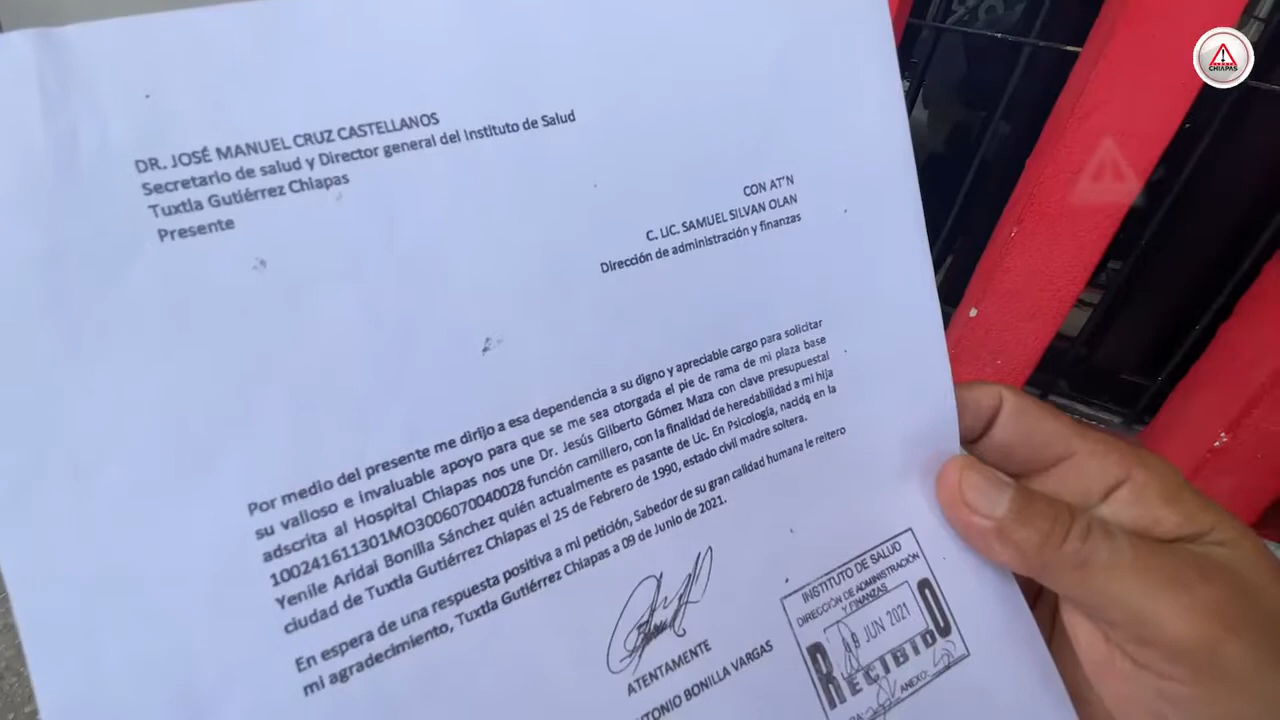 CHIAPAS
DR. JOSÉ MANUEL CRUZ CASTELLANOS
Secretario de salud y Director general del Instituto de Salud
Tuxtla Gutiérrez Chiapas
Presente
CON AT'N
C. LIC. SAMUEL SILVAN OLAN
Dirección de administración y finanzas
Por medio del presente me dirijo a esa dependencia a su digno y apreciable cargo para solicitar
su valioso e invaluable apoyo para que se me sea otorgada el pie de rama de mi plaza base
adscrita al Hospital Chiapas nos une Dr. Jesús Gilberto Gómez Maza con clave presupuestal
100241611301MO3006070040028 función camillero, con la finalidad de heredabilidad a mi hija
Yenile Aridai Bonilla Sánchez quién actualmente es pasante de Lic. En Psicología, nacida en la
ciudad de Tuxtla Gutiérrez Chiapas el 25 de Febrero de 1990, estado civil madre soltera.
En espera de una respuesta positiva a mi petición, Sabedor de su gran calidad humana le reitero
mi agradecimiento, Tuxtla Gutiérrez Chiapas a 09 de Junio de 2021.
ATENTAMENTE
TONIO BONILLA VARGAS
INSTITUTO DE SALUD
DIRECCIÓN DE ADMINISTRACIÓN
Y FINANZAS
JUN 2021
RECIBIDO
ANEXO: